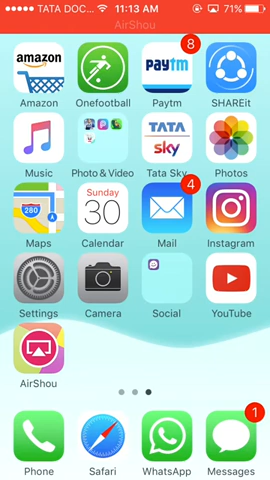 TATA DOC... 11:13 AM 71%
AirShou
amazon
Paytm
8
Amazon Onefootball Paytm SHAREit
TATA
sky
Music Photo & Video Tata Sky Photos
280
Sunday
30
4
Maps Calendar Mail Instagram
Settings Camera Social YouTube
AirShou
1
Phone Safari WhatsApp Messages